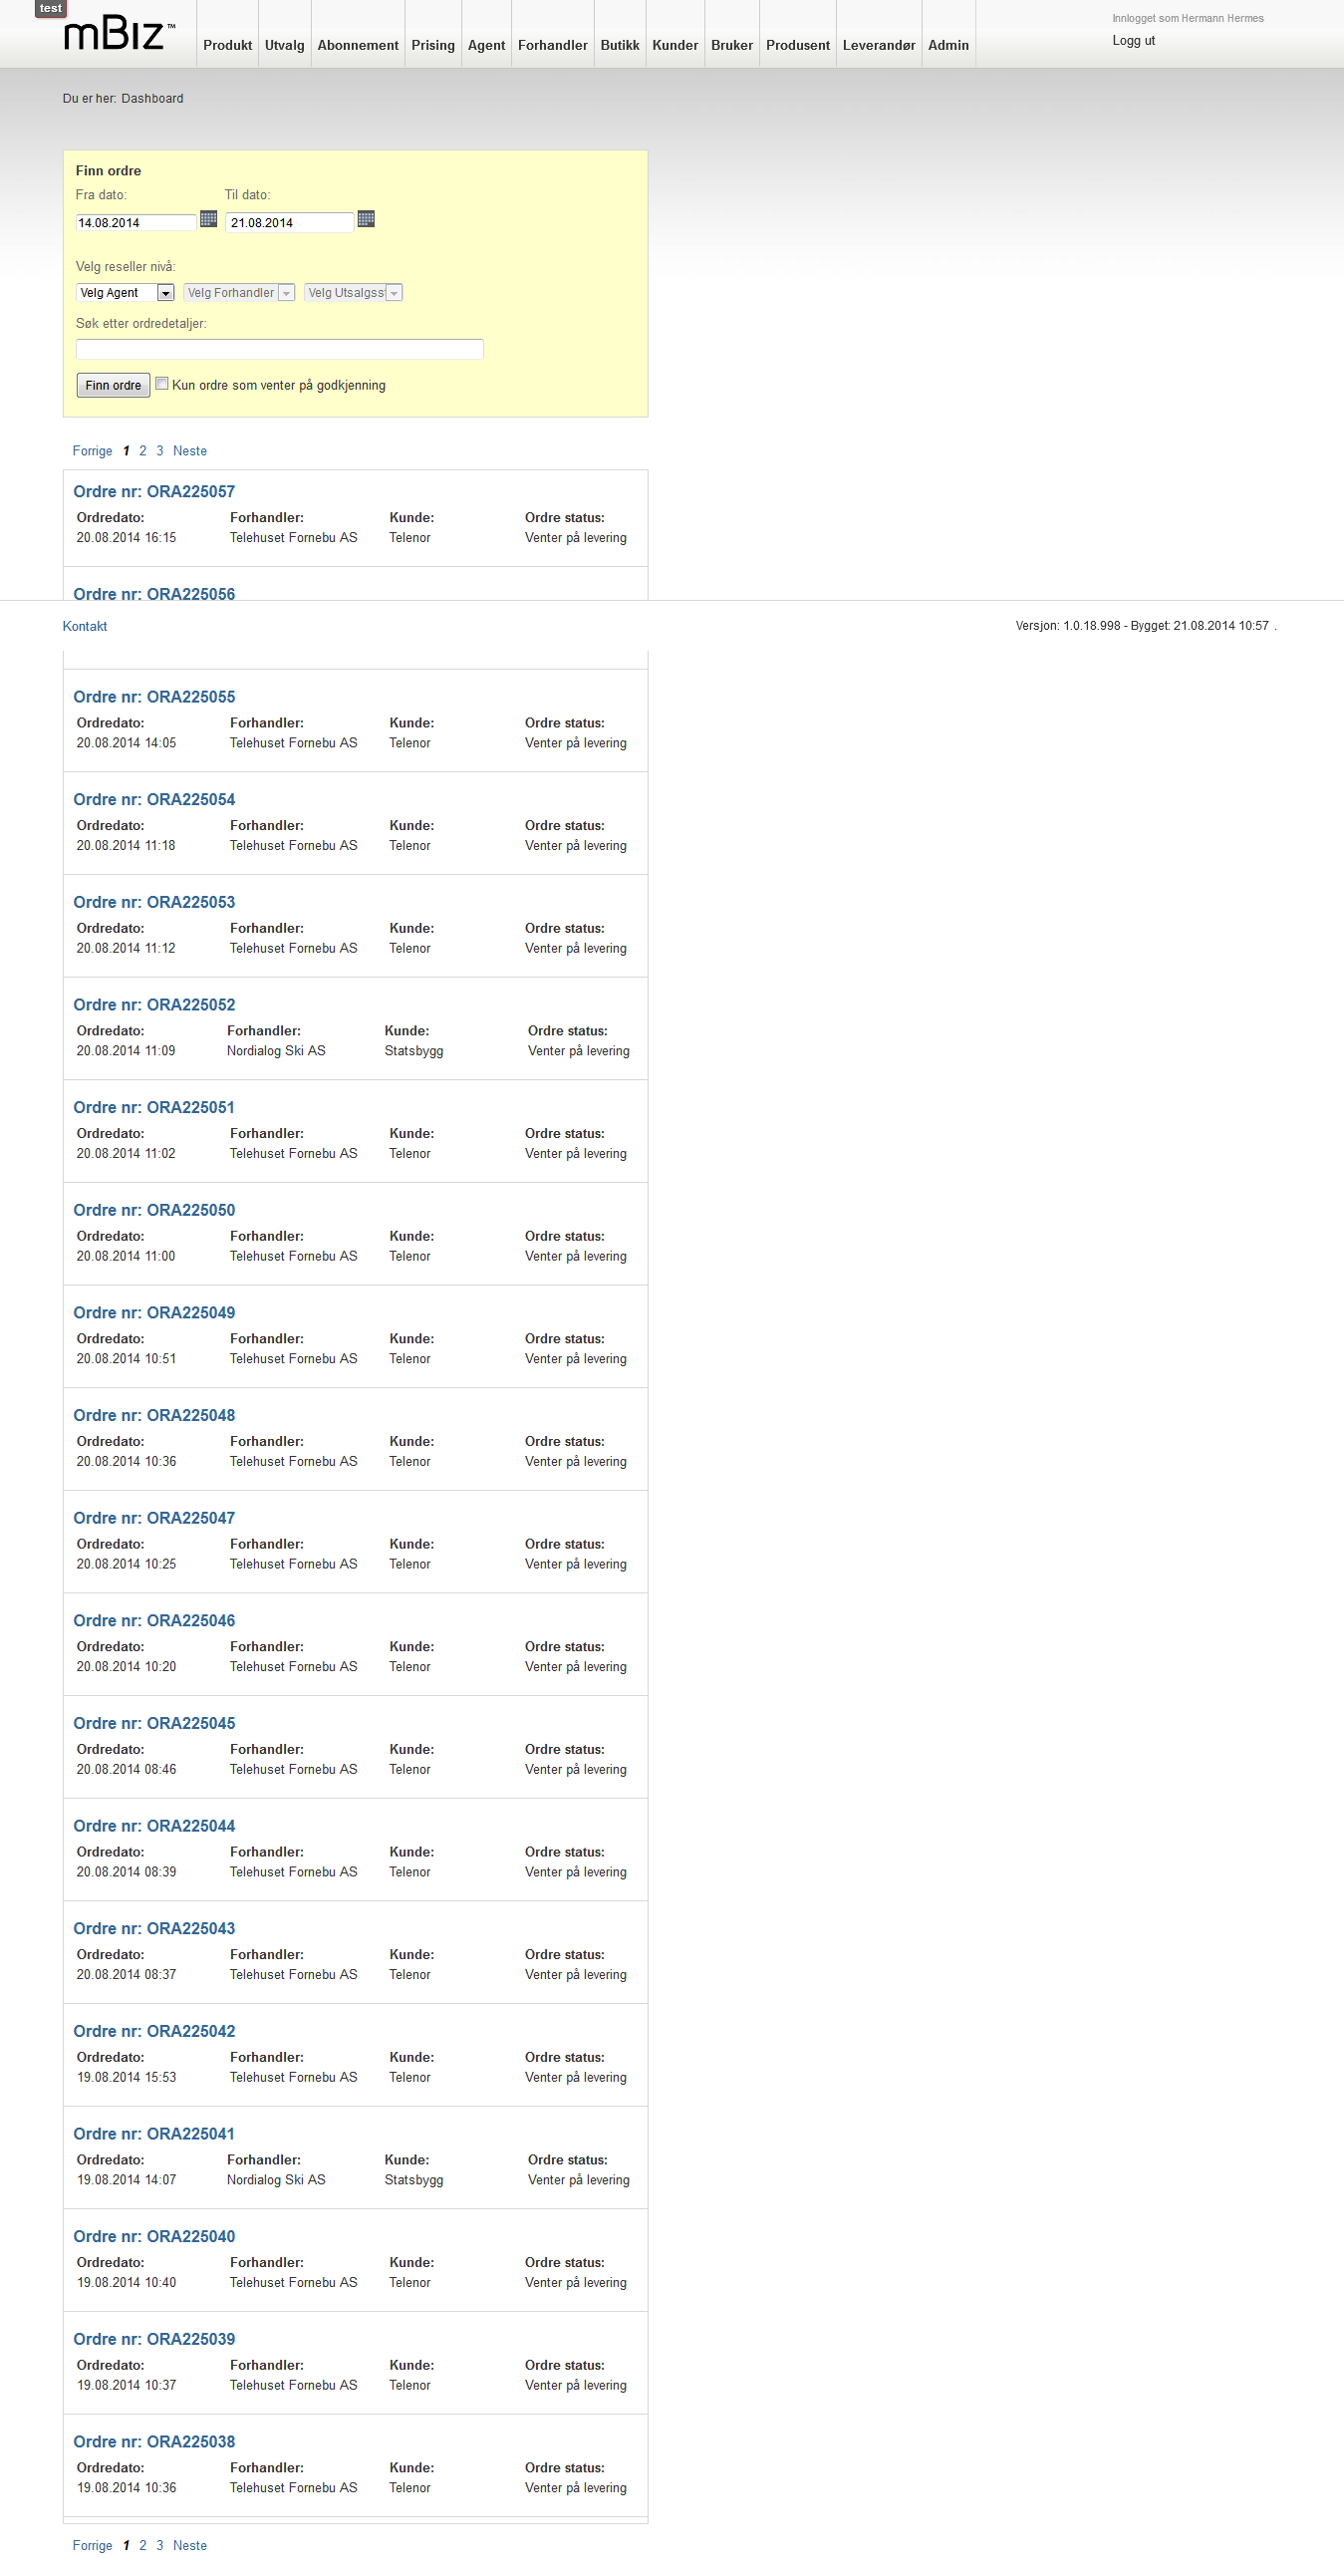 test
mBiz™
Produkt Utvalg Abonnement Prising Agent Forhandler Butikk Kunder Bruker Produsent Leverandør Admin
Innlogget som Hermann Hermes
Logg ut
Du er her: Dashboard
Finn ordre
Fra dato: Til dato:
14.08.2014 21.08.2014
Velg reseller nivå:
Velg Agent Velg Forhandler Velg Utsalgss
Søk etter ordredetaljer:
Finn ordre Kun ordre som venter på godkjenning
Forrige 1 2 3 Neste
Ordre nr: ORA225057
Ordredato: Forhandler: Kunde: Ordre status:
20.08.2014 16:15 Telehuset Fornebu AS Telenor Venter på levering
Ordre nr: ORA225056
Kontakt Versjon: 1.0.18.998 - Bygget: 21.08.2014 10:57 .
Ordre nr: ORA225055
Ordredato: Forhandler: Kunde: Ordre status:
20.08.2014 14:05 Telehuset Fornebu AS Telenor Venter på levering
Ordre nr: ORA225054
Ordredato: Forhandler: Kunde: Ordre status:
20.08.2014 11:18 Telehuset Fornebu AS Telenor Venter på levering
Ordre nr: ORA225053
Ordredato: Forhandler: Kunde: Ordre status:
20.08.2014 11:12 Telehuset Fornebu AS Telenor Venter på levering
Ordre nr: ORA225052
Ordredato: Forhandler: Kunde: Ordre status:
20.08.2014 11:09 Nordialog Ski AS Statsbygg Venter på levering
Ordre nr: ORA225051
Ordredato: Forhandler: Kunde: Ordre status:
20.08.2014 11:02 Telehuset Fornebu AS Telenor Venter på levering
Ordre nr: ORA225050
Ordredato: Forhandler: Kunde: Ordre status:
20.08.2014 11:00 Telehuset Fornebu AS Telenor Venter på levering
Ordre nr: ORA225049
Ordredato: Forhandler: Kunde: Ordre status:
20.08.2014 10:51 Telehuset Fornebu AS Telenor Venter på levering
Ordre nr: ORA225048
Ordredato: Forhandler: Kunde: Ordre status:
20.08.2014 10:36 Telehuset Fornebu AS Telenor Venter på levering
Ordre nr: ORA225047
Ordredato: Forhandler: Kunde: Ordre status:
20.08.2014 10:25 Telehuset Fornebu AS Telenor Venter på levering
Ordre nr: ORA225046
Ordredato: Forhandler: Kunde: Ordre status:
20.08.2014 10:20 Telehuset Fornebu AS Telenor Venter på levering
Ordre nr: ORA225045
Ordredato: Forhandler: Kunde: Ordre status:
20.08.2014 08:46 Telehuset Fornebu AS Telenor Venter på levering
Ordre nr: ORA225044
Ordredato: Forhandler: Kunde: Ordre status:
20.08.2014 08:39 Telehuset Fornebu AS Telenor Venter på levering
Ordre nr: ORA225043
Ordredato: Forhandler: Kunde: Ordre status:
20.08.2014 08:37 Telehuset Fornebu AS Telenor Venter på levering
Ordre nr: ORA225042
Ordredato: Forhandler: Kunde: Ordre status:
19.08.2014 15:53 Telehuset Fornebu AS Telenor Venter på levering
Ordre nr: ORA225041
Ordredato: Forhandler: Kunde: Ordre status:
19.08.2014 14:07 Nordialog Ski AS Statsbygg Venter på levering
Ordre nr: ORA225040
Ordredato: Forhandler: Kunde: Ordre status:
19.08.2014 10:40 Telehuset Fornebu AS Telenor Venter på levering
Ordre nr: ORA225039
Ordredato: Forhandler: Kunde: Ordre status:
19.08.2014 10:37 Telehuset Fornebu AS Telenor Venter på levering
Ordre nr: ORA225038
Ordredato: Forhandler: Kunde: Ordre status:
19.08.2014 10:36 Telehuset Fornebu AS Telenor Venter på levering
Forrige 1 2 3 Neste